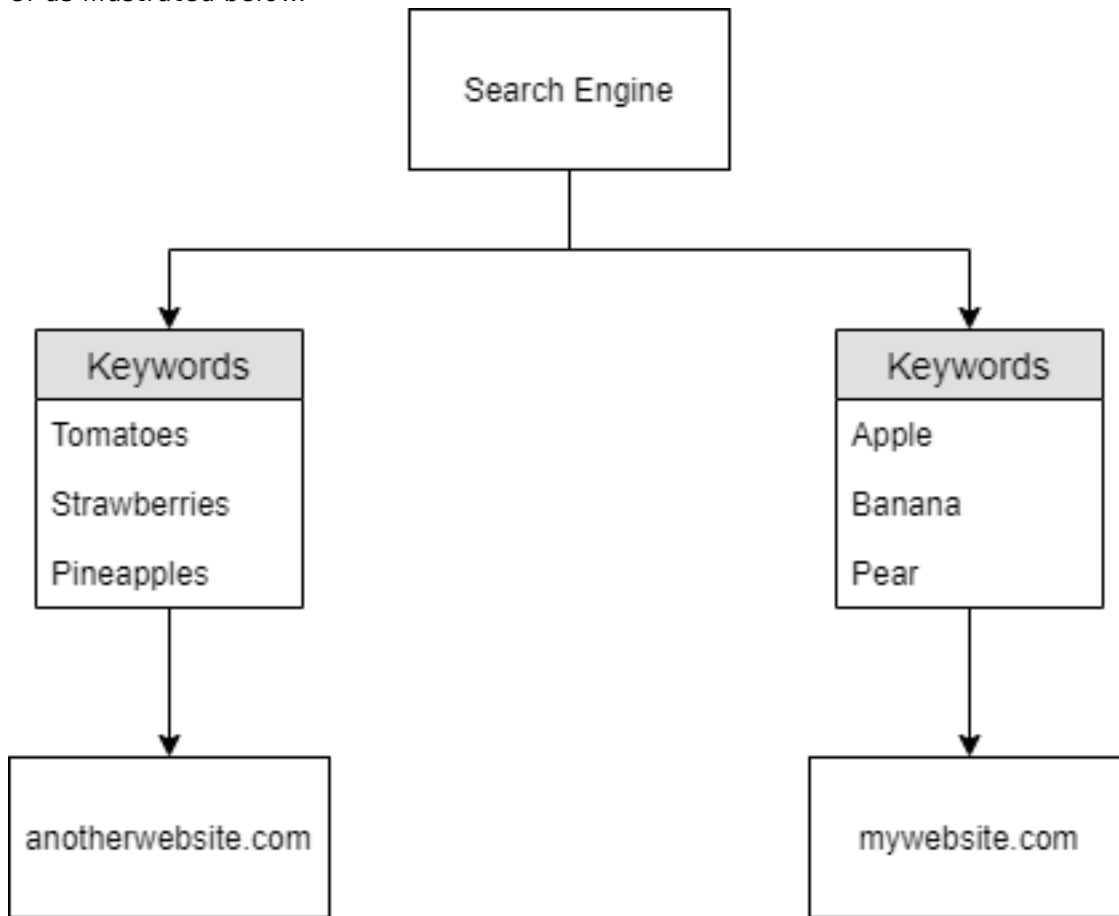 or as illustrated below.
Search Engine
Keywords
Tomatoes
Strawberries
Pineapples
anotherwebsite.com
Keywords
Apple
Banana
Pear
mywebsite.com